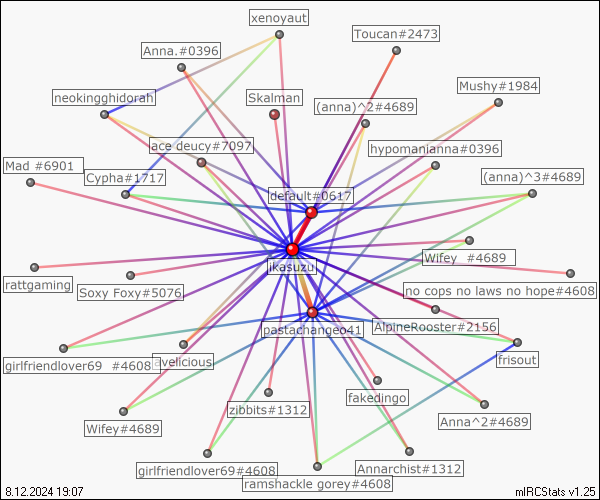 xenoyaut
Toucan#2473
Anna.#0396
Mushy#1984
neokingghidorah
Skalman
(anna)^2#4689
ace deucy#7097
hypomanianna#0396
Mad #6901
Cypha#1717
(anna)^3#4689
default#0617
Wifey  #4689
ikasuzu
rattgaming
Soxy Foxy#5076
no cops no laws no hope#4608
pastachangeo41
AlpineRooster#2156
girlfriendlover69  #4608
avelicious
frisout
fakedingo
zibbits#1312
Anna^2#4689
Wifey#4689
girlfriendlover69#4608
Annarchist#1312
ramshackle gorey#4608
8.12.2024 19:07
mIRCStats v1.25